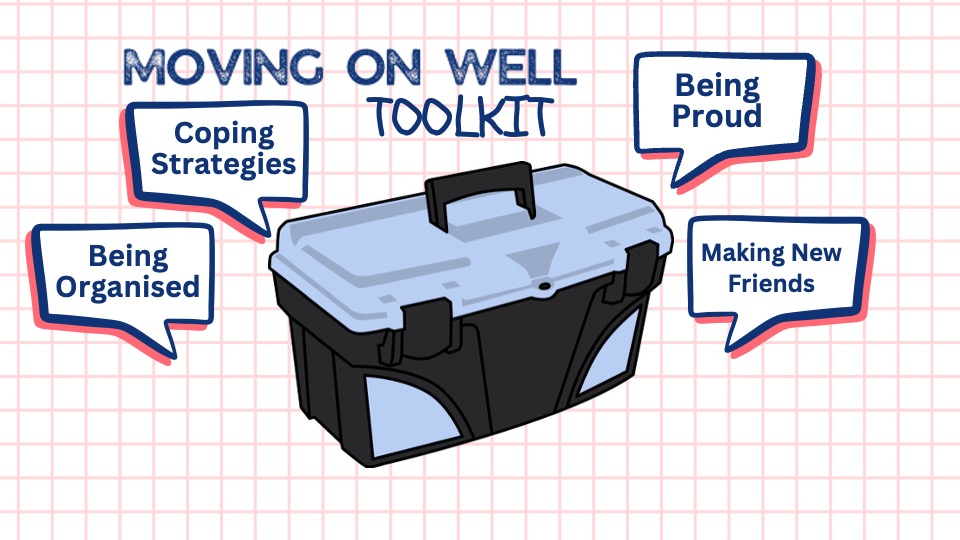 MOVING ON WELL
TOOLKIT
Coping
Strategies
Being
Organised
Being
Proud
Making New
Friends